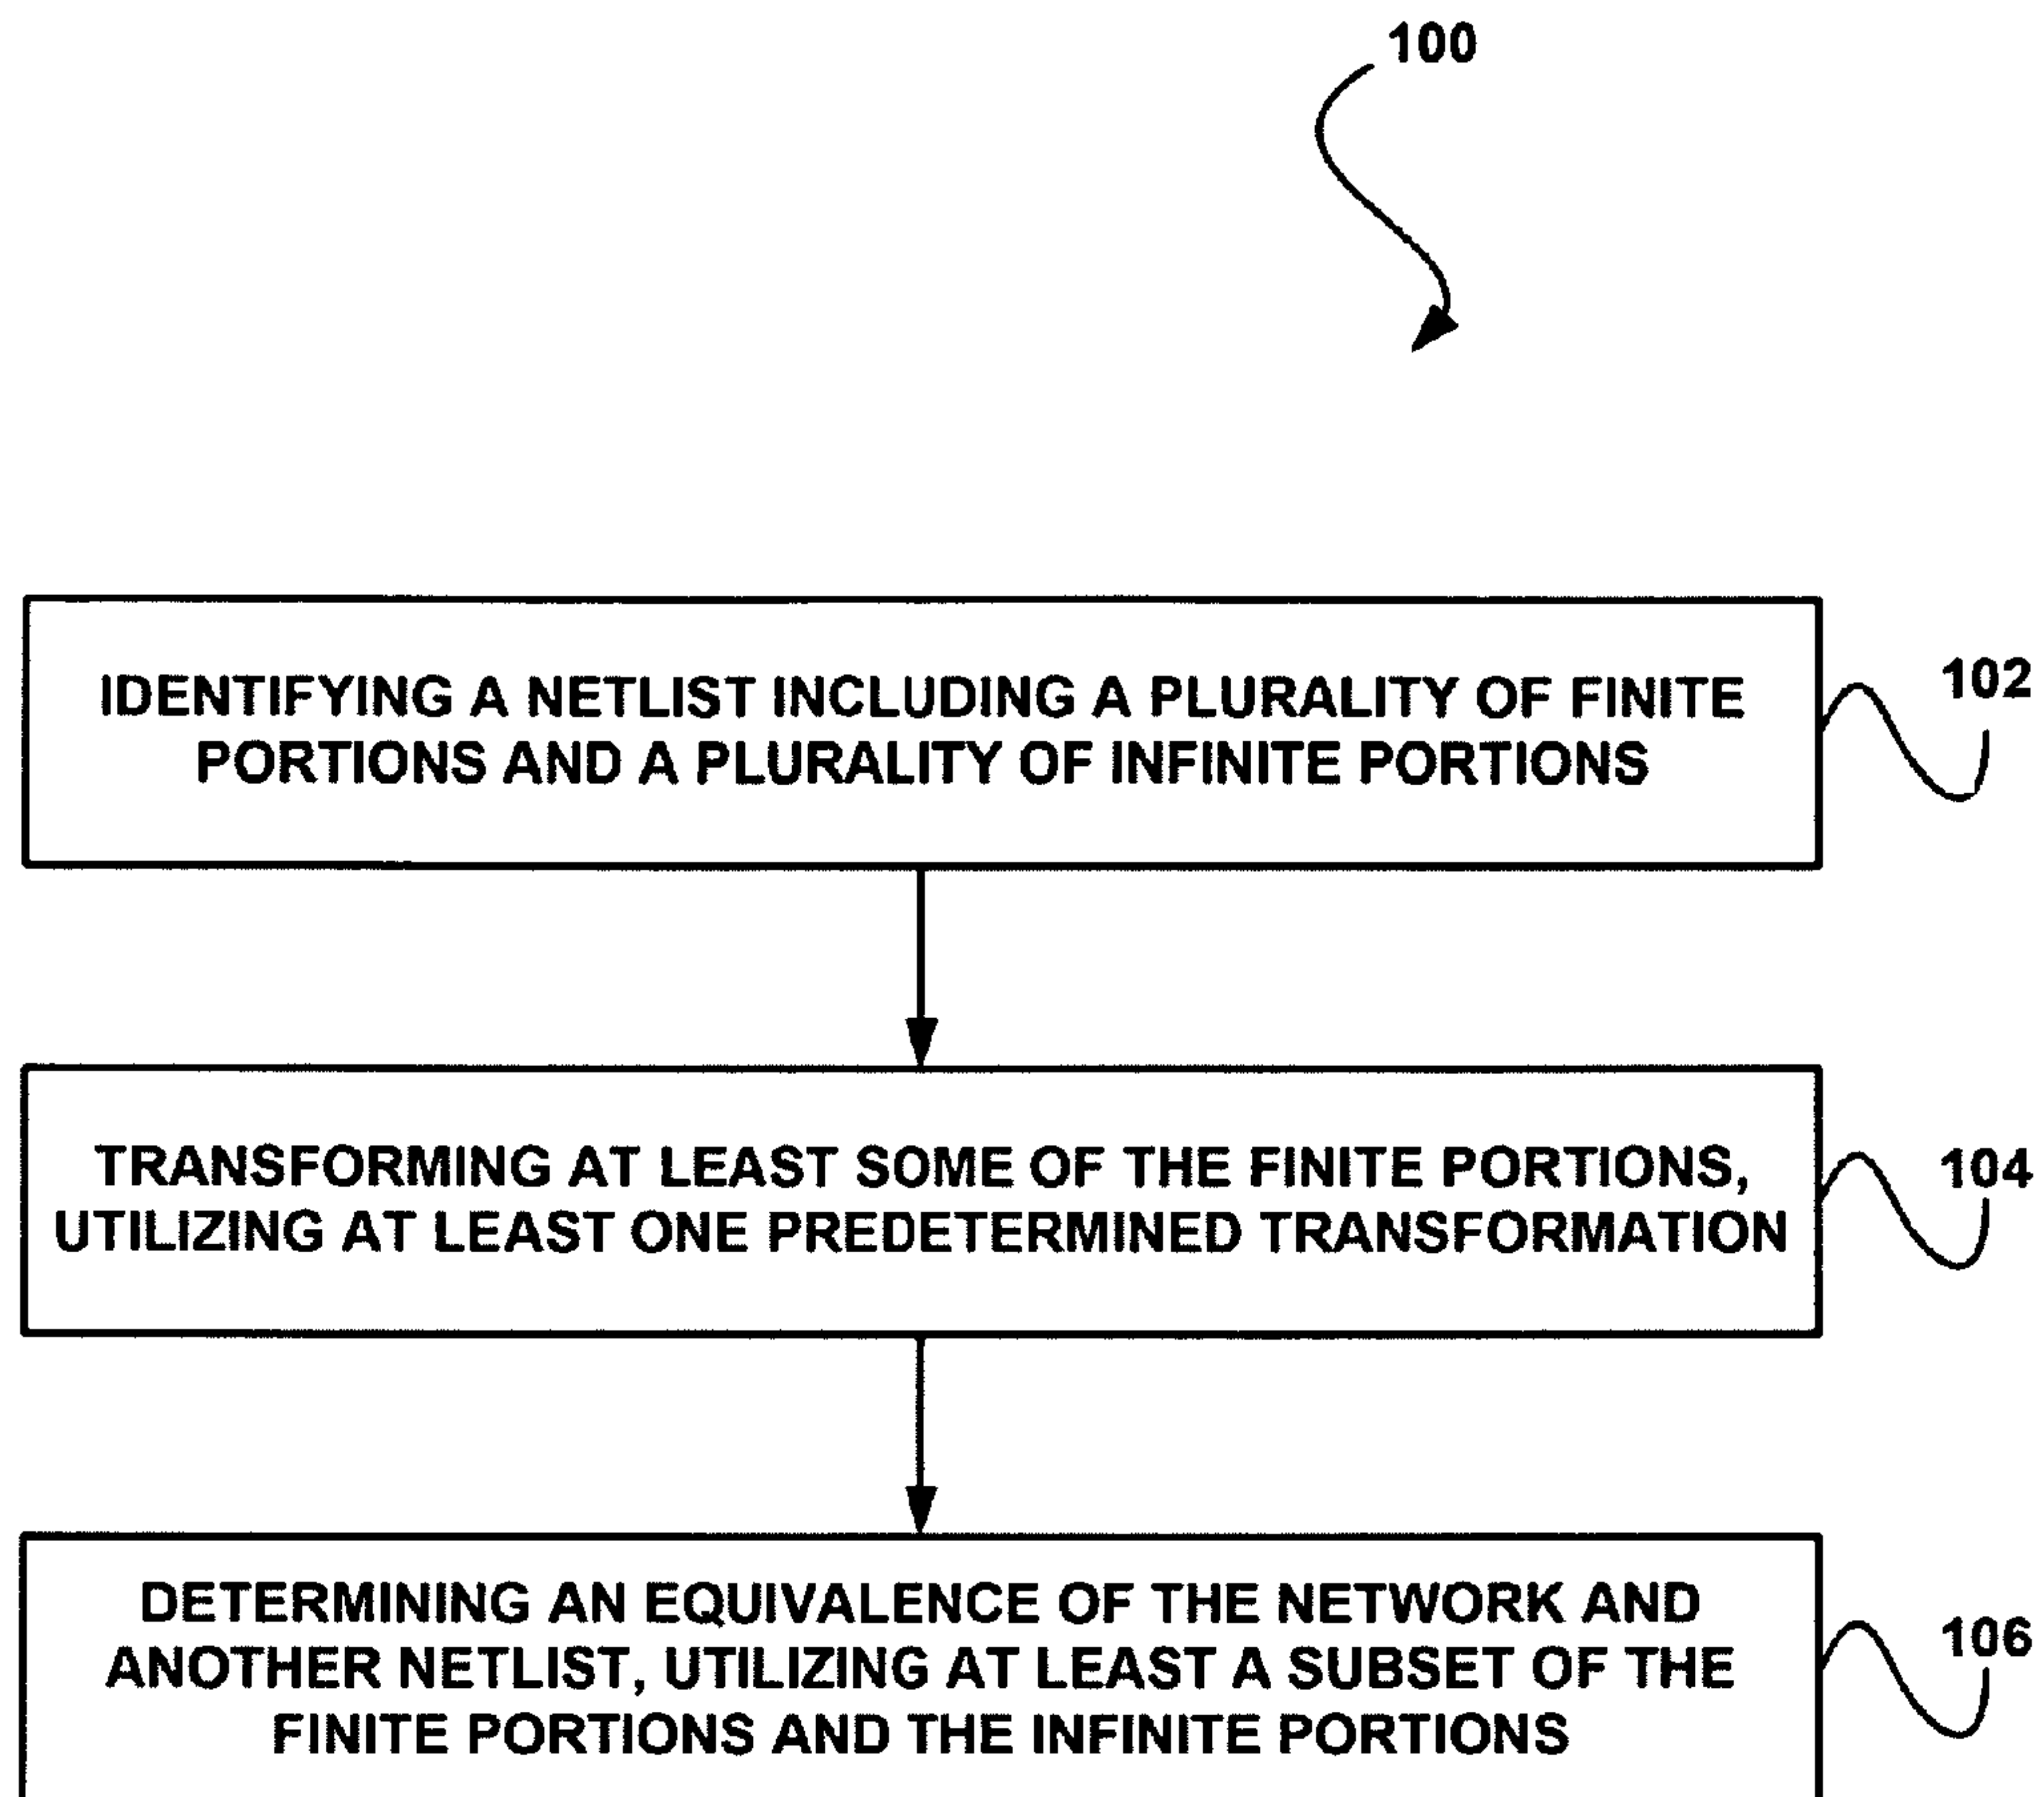 100
IDENTIFYING A NETLIST INCLUDING A PLURALITY OF FINITE
PORTIONS AND A PLURALITY OF INFINITE PORTIONS
102
TRANSFORMING AT LEAST SOME OF THE FINITE PORTIONS,
UTILIZING AT LEAST ONE PREDETERMINED TRANSFORMATION
104
DETERMINING AN EQUIVALENCE OF THE NETWORK AND
ANOTHER NETLIST, UTILIZING AT LEAST A SUBSET OF THE
FINITE PORTIONS AND THE INFINITE PORTIONS
106